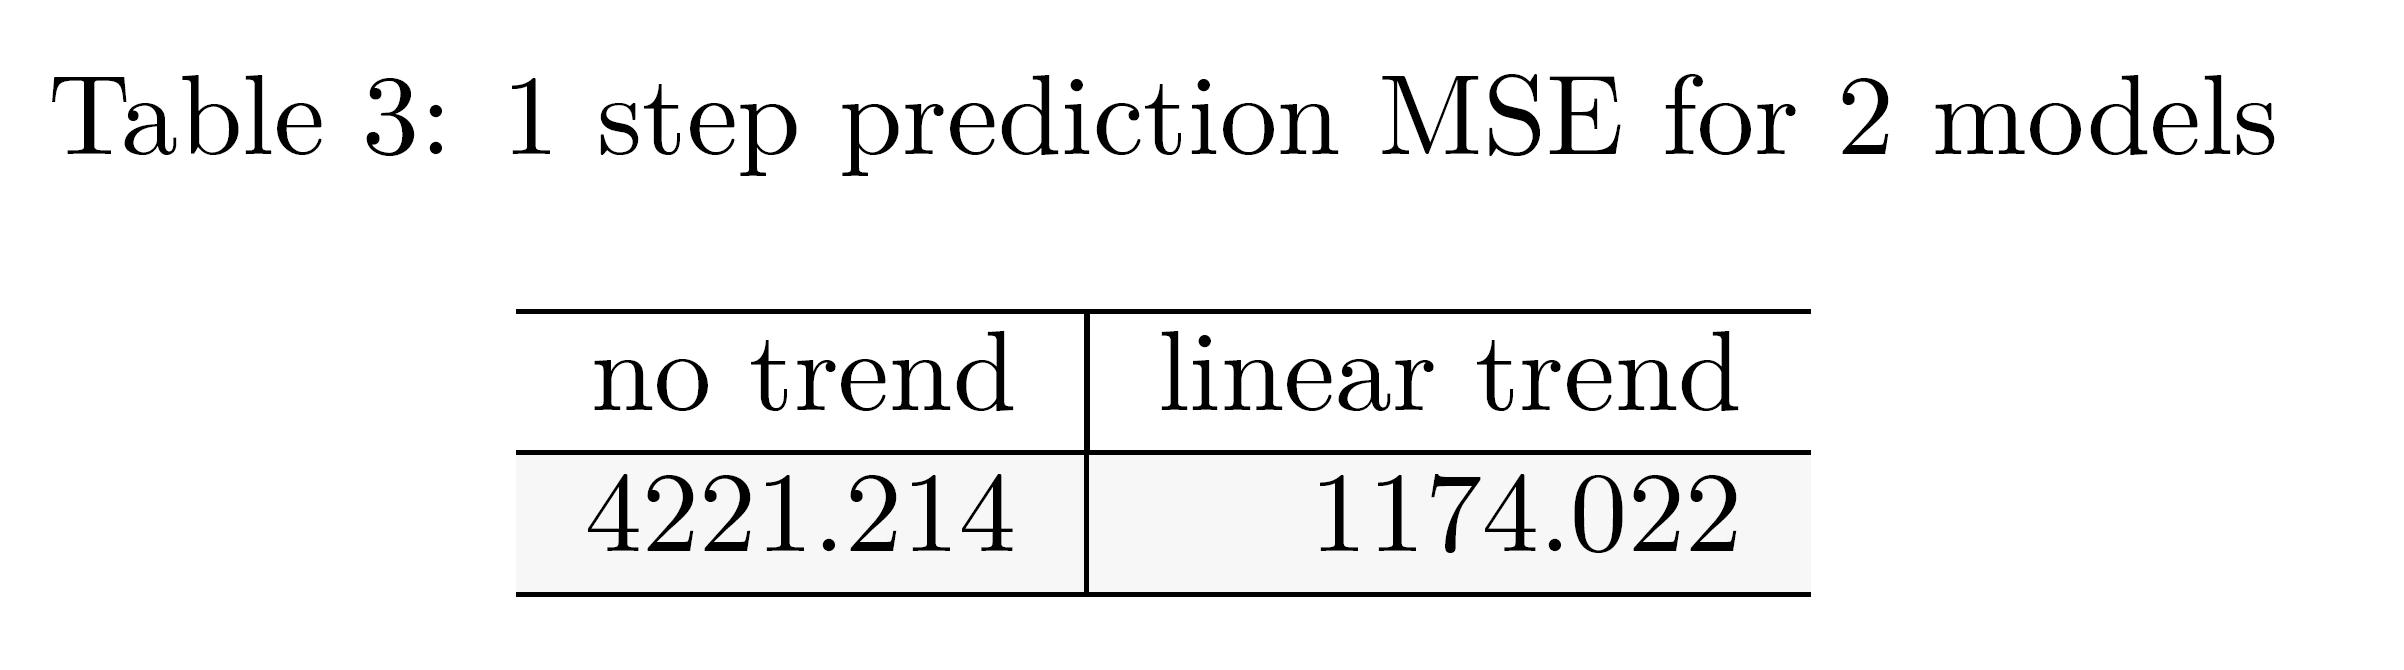 Table 3: 1 step prediction MSE for 2 models
no trend linear trend
4221.214 1174.022